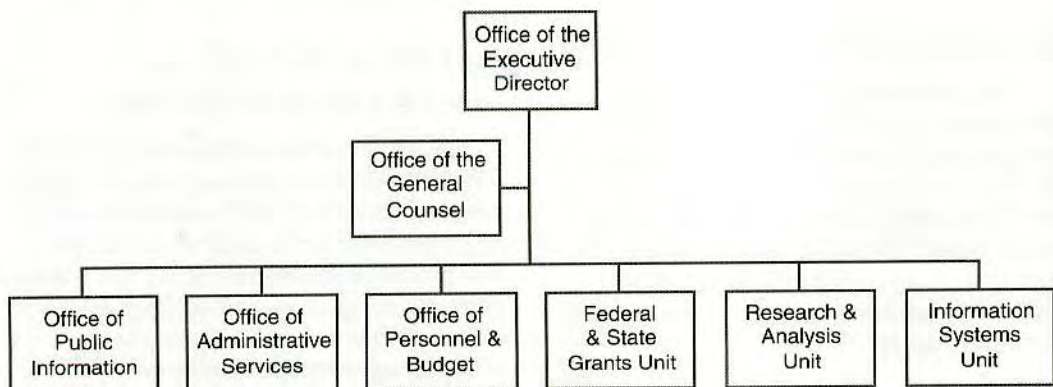 Office of the
Executive
Director
Office of the
General
Counsel
Office of
Public
Information
Office of
Administrative
Services
Office of
Personnel &
Budget
Federal
& State
Grants Unit
Research &
Analysis
Unit
Information
Systems
Unit